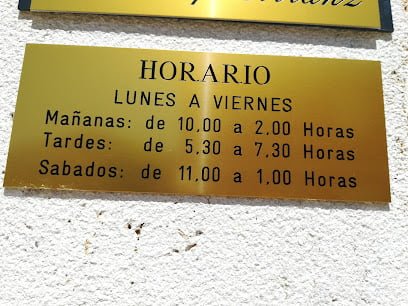 HORARIO
LUNES A VIERNES
Mañanas: de 10,00 a 2,00 Horas
Tardes: de 5,30 a 7,30 Horas
Sabados: de 11,00 a 1,00 Horas